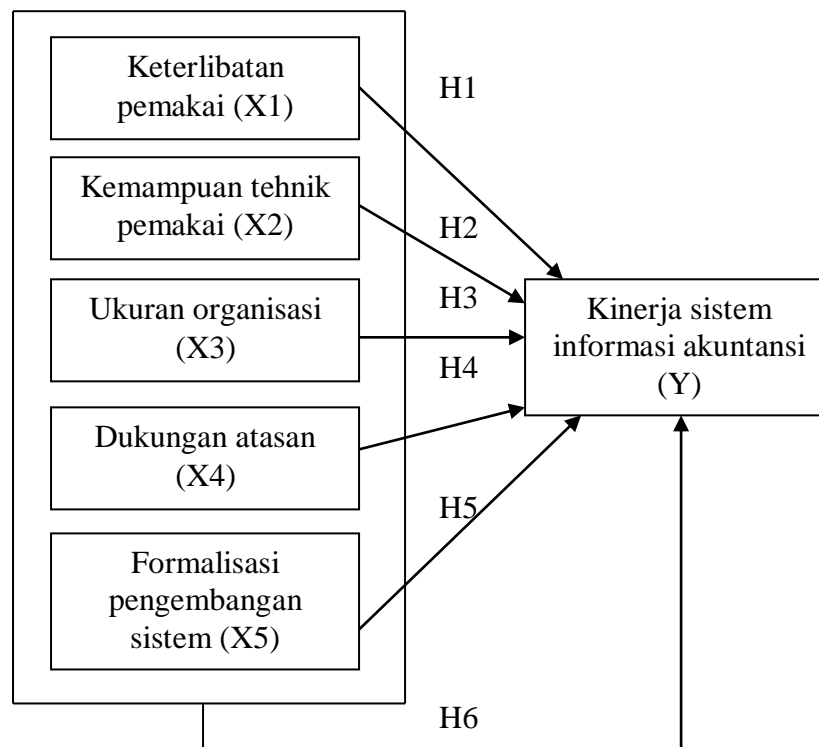 Keterlibatan
pemakai (X1)
H1
Kemampuan tehnik
pemakai (X2)
H2
Ukuran organisasi
(X3)
H3
H4
Kinerja sistem
informasi akuntansi
(Y)
Dukungan atasan
(X4)
H5
Formalisasi
pengembangan
sistem (X5)
H6